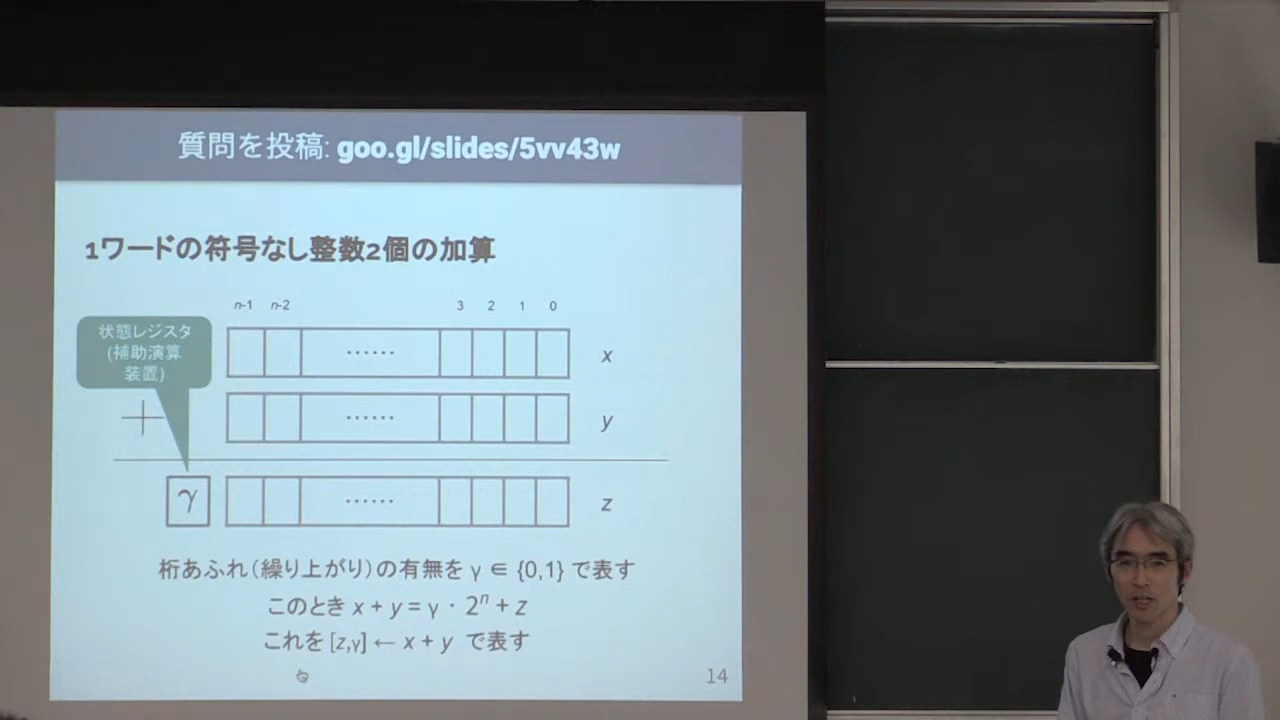 質問を投稿: goo.gl/slides/5vv43w
1ワードの符号なし整数2個の加算
n-1 n-2 3 2 1 0
状態レジスタ
(補助演算
装置)
…… x
+ …… y
γ …… z
桁あふれ(繰り上がり)の有無を γ ∈ {0,1} で表す
このとき x + y = γ · 2ⁿ + z
これを [z,γ] ← x + y で表す
14